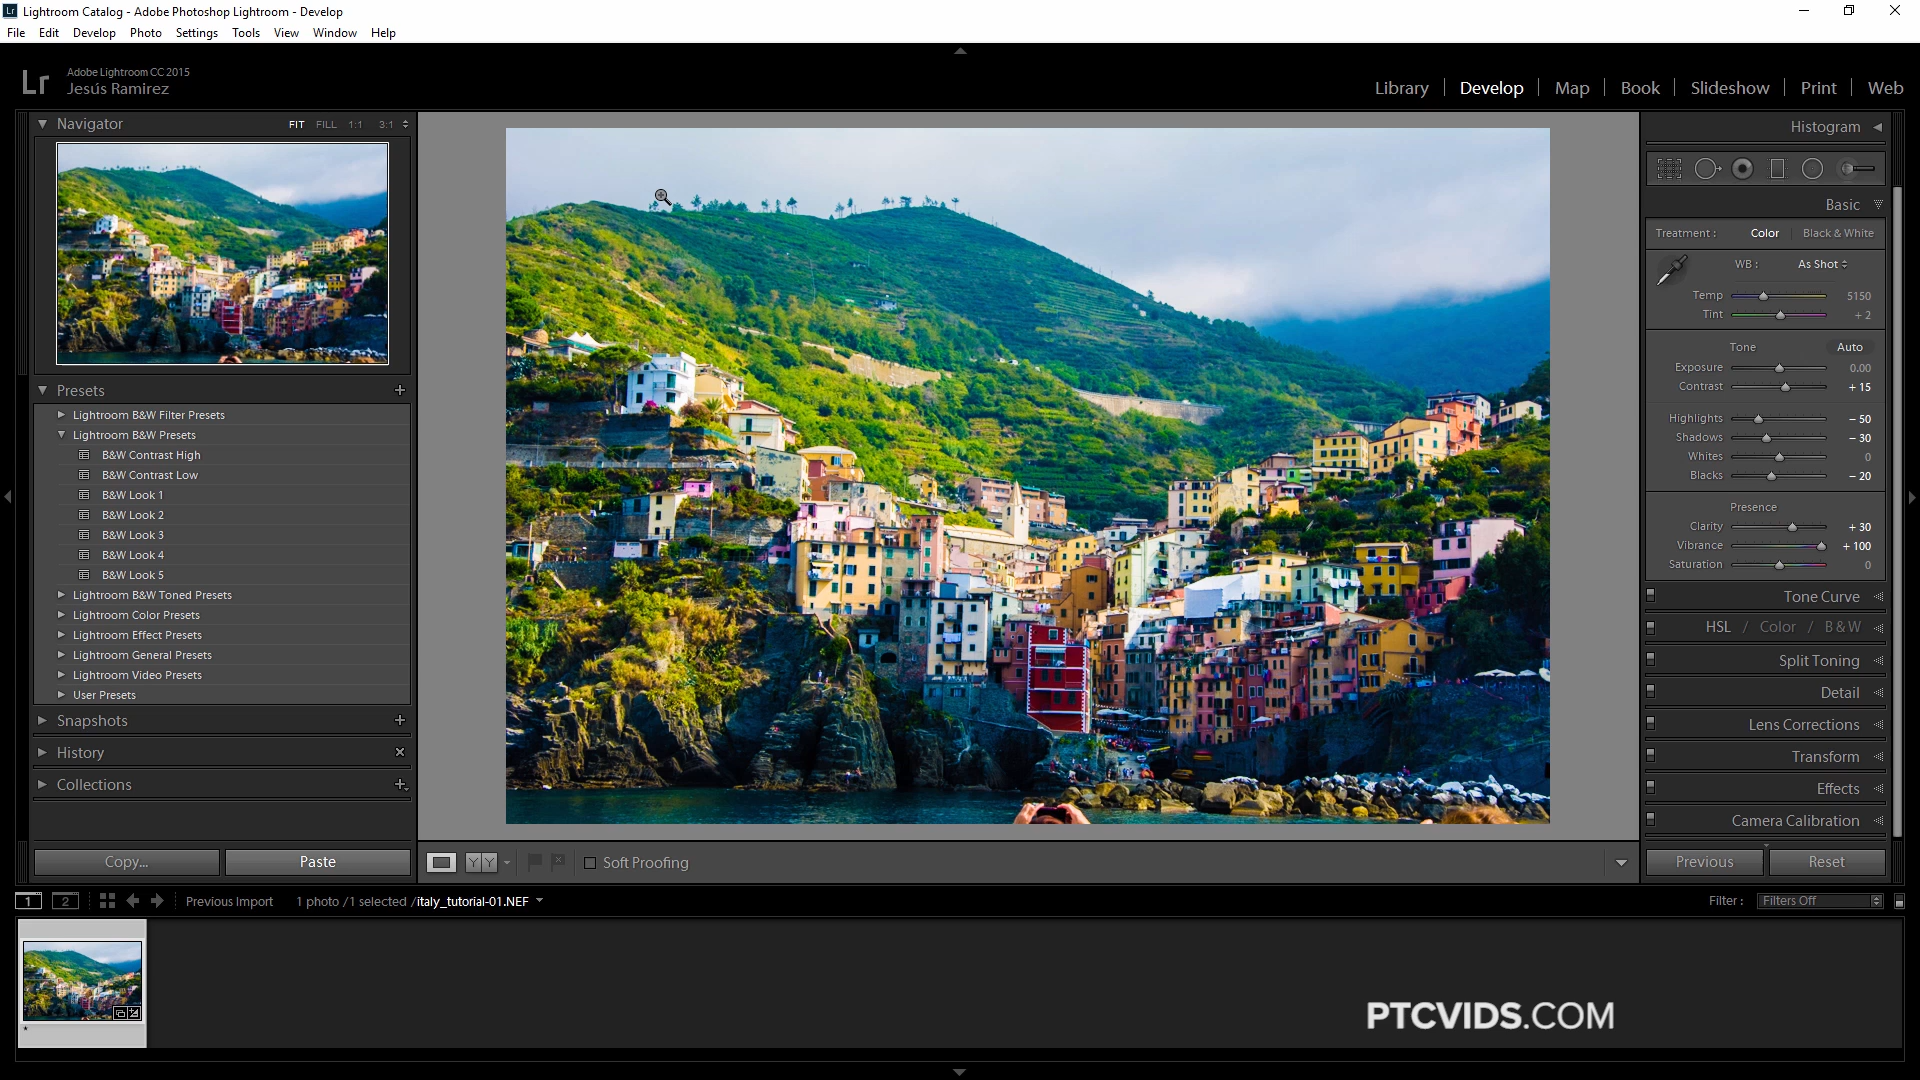 Lr Lightroom Catalog - Adobe Photoshop Lightroom - Develop
File Edit Develop Photo Settings Tools View Window Help
Lr Adobe Lightroom CC 2015
Jesús Ramirez
Library Develop Map Book Slideshow Print Web
Navigator FIT FILL 1:1 3:1
Presets
Lightroom B&W Filter Presets
Lightroom B&W Presets
B&W Contrast High
B&W Contrast Low
B&W Look 1
B&W Look 2
B&W Look 3
B&W Look 4
B&W Look 5
Lightroom B&W Toned Presets
Lightroom Color Presets
Lightroom Effect Presets
Lightroom General Presets
Lightroom Video Presets
User Presets
Snapshots
History
Collections
Copy... Paste
YY Soft Proofing
Histogram
Basic
Treatment : Color Black & White
WB : As Shot
Temp 5150
Tint + 2
Tone Auto
Exposure 0.00
Contrast + 15
Highlights – 50
Shadows – 30
Whites 0
Blacks – 20
Presence
Clarity + 30
Vibrance + 100
Saturation 0
Tone Curve
HSL / Color / B & W
Split Toning
Detail
Lens Corrections
Transform
Effects
Camera Calibration
Previous Reset
1 2 Previous Import 1 photo / 1 selected / italy_tutorial-01.NEF Filter : Filters Off
PTCVIDS.COM